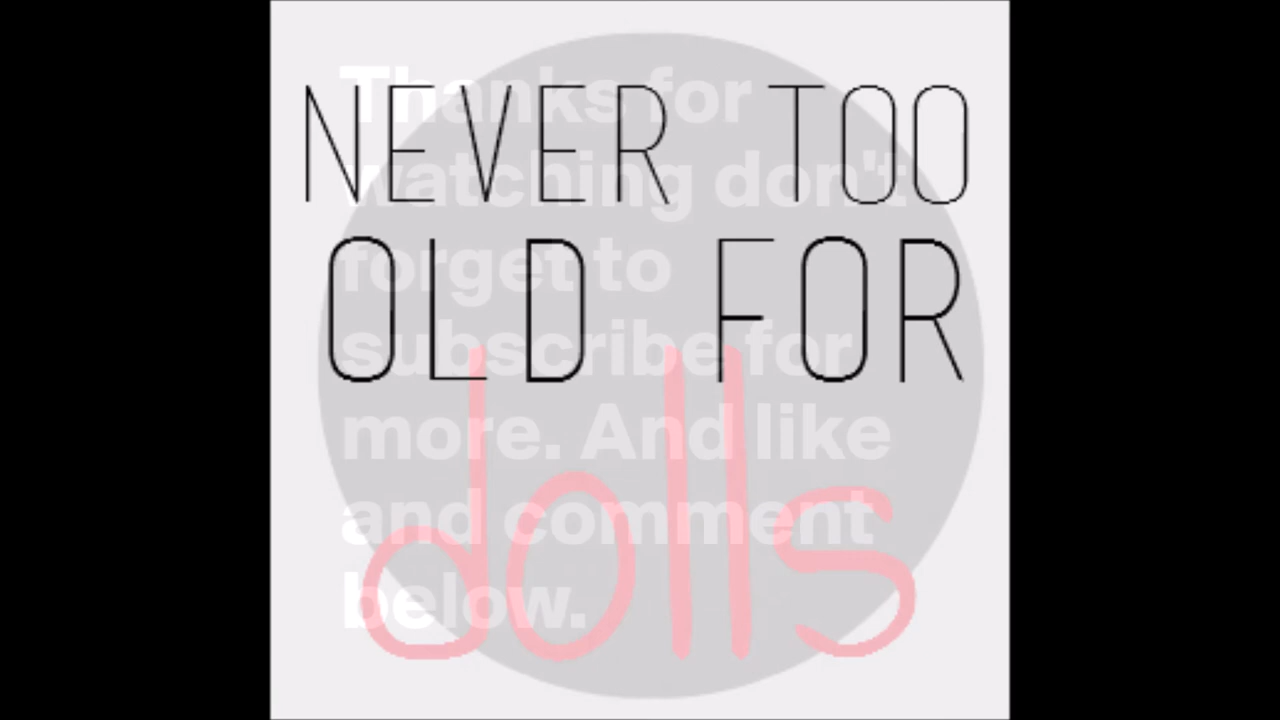 NEVER TOO
OLD FOR
dolls
Thanks for
watching don't
forget to
subscribe for
more. And like
and comment
below.